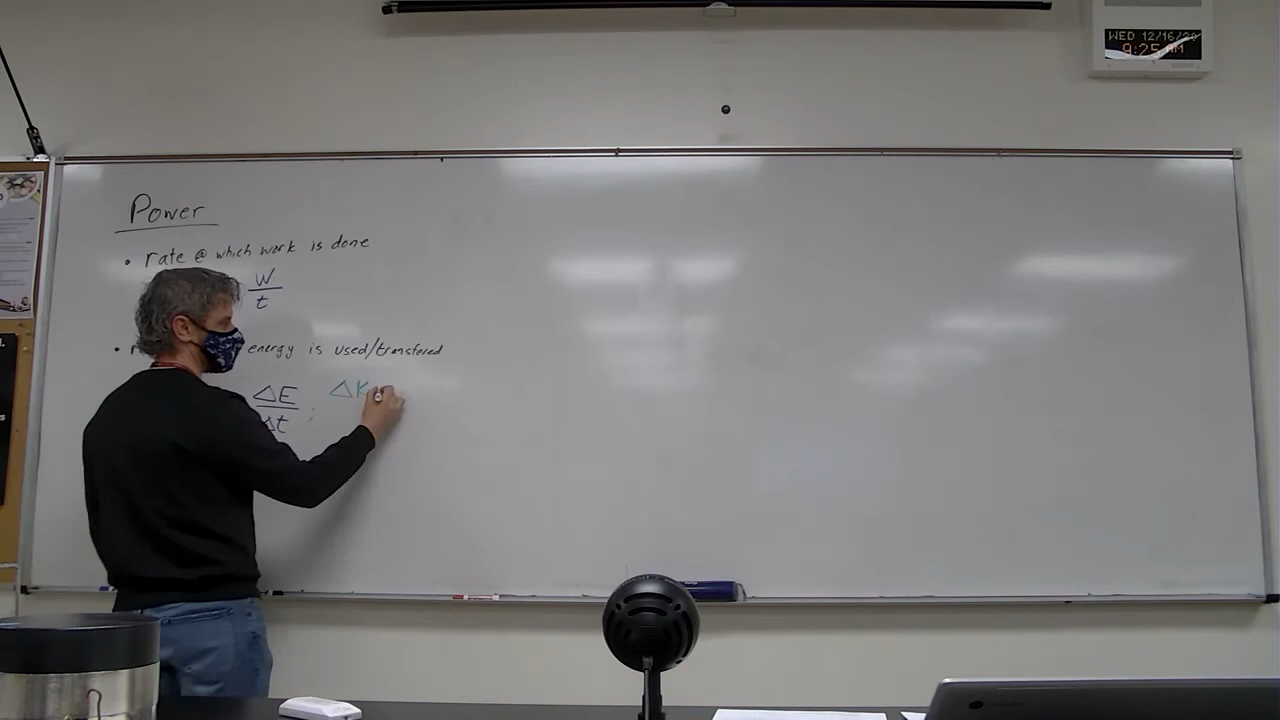 WED 12/16/20
9:25 AM
Power
• rate @ which work is done
W
t
• energy is used/transfered
ΔE
Δt ; ΔK